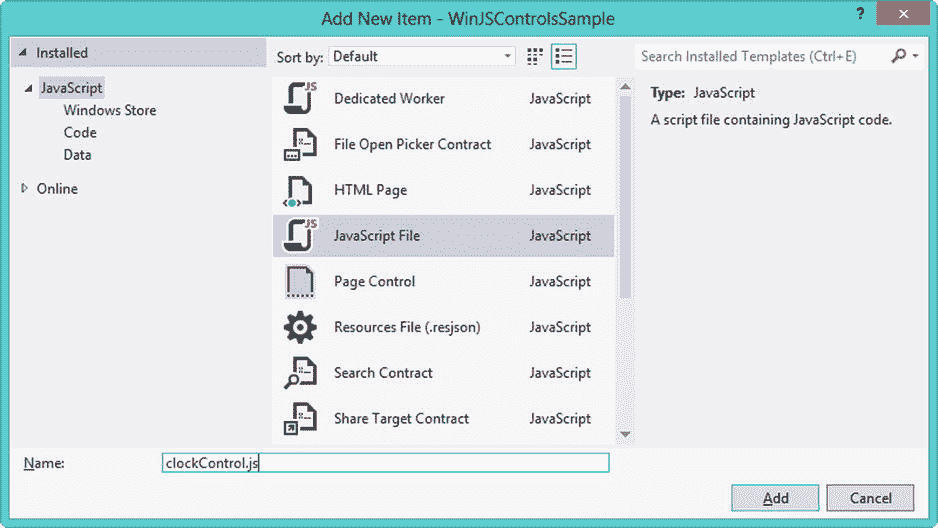 Add New Item - WinJSControlsSample
?
Installed
JavaScript
Windows Store
Code
Data
Online
Sort by: Default
Search Installed Templates (Ctrl+E)
JS Dedicated Worker JavaScript
File Open Picker Contract JavaScript
HTML Page JavaScript
JS JavaScript File JavaScript
Page Control JavaScript
Resources File (.resjson) JavaScript
Search Contract JavaScript
Share Target Contract JavaScript
Type: JavaScript
A script file containing JavaScript code.
Name: clockControl.js
Add Cancel